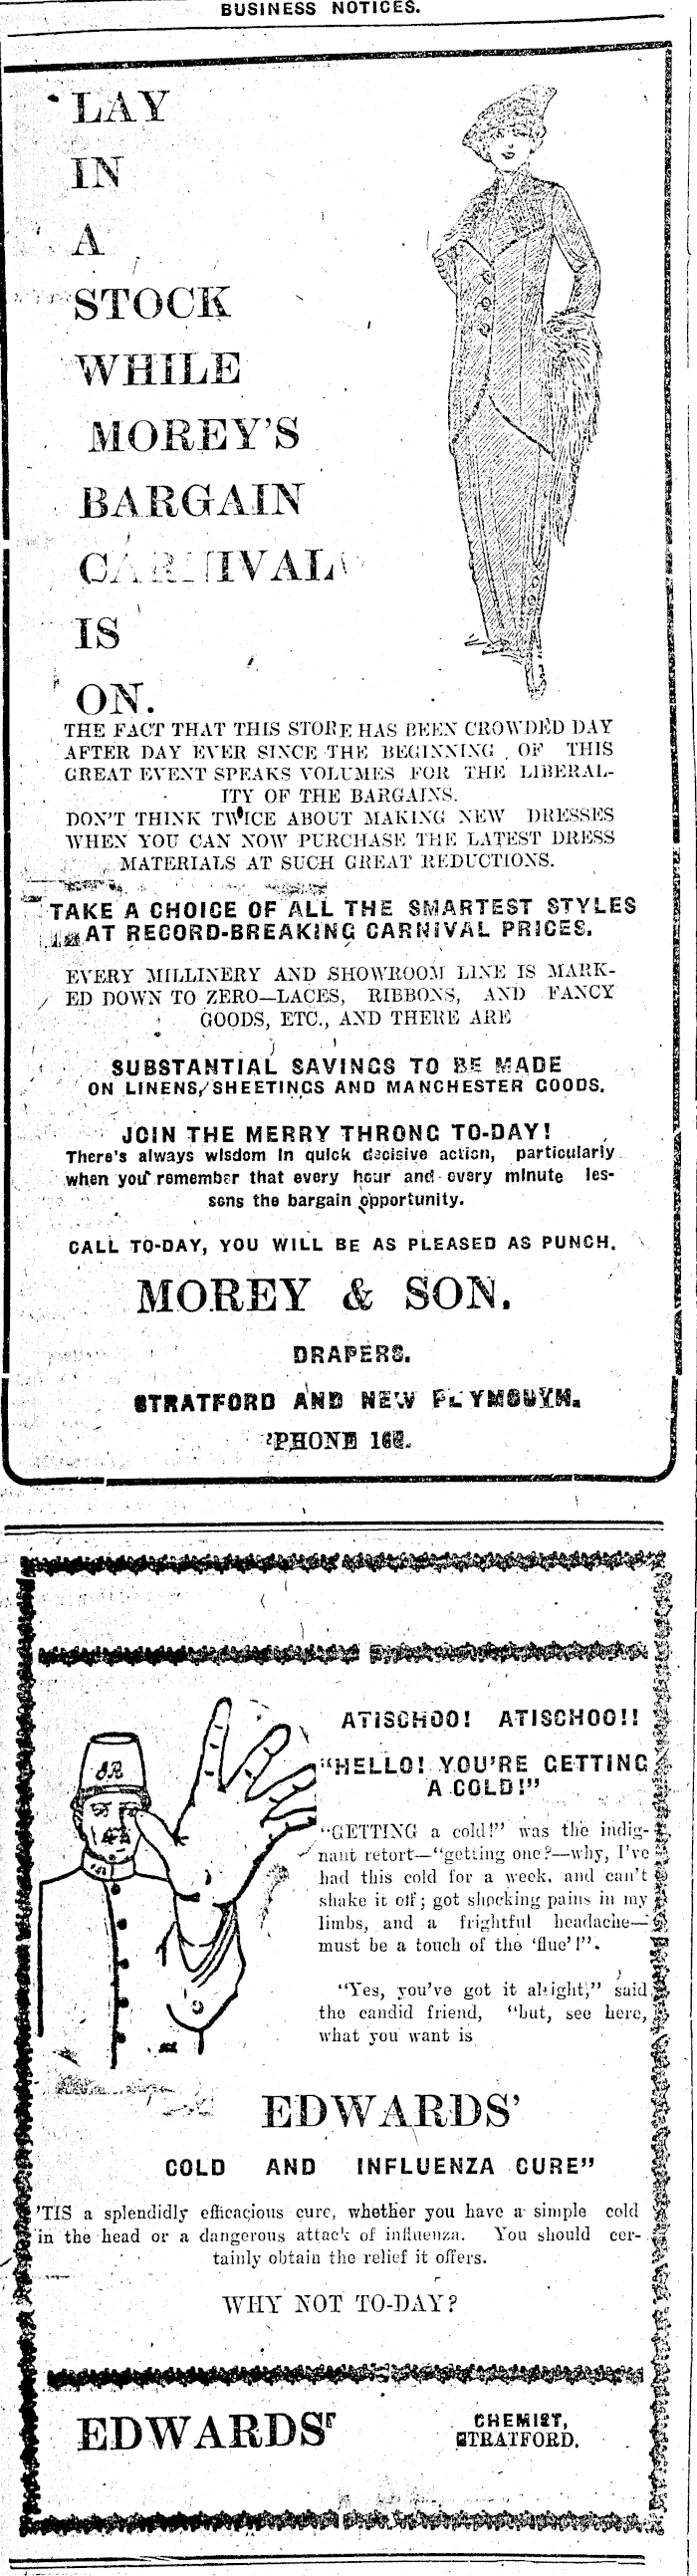 BUSINESS NOTICES.
LAY
IN
A
STOCK
WHILE
MOREY'S
BARGAIN
CARNIVAL
IS
ON.
THE FACT THAT THIS STORE HAS BEEN CROWDED DAY
AFTER DAY EVER SINCE THE BEGINNING OF THIS
GREAT EVENT SPEAKS VOLUMES FOR THE LIBERAL-
ITY OF THE BARGAINS.
DON'T THINK TWICE ABOUT MAKING NEW DRESSES
WHEN YOU CAN NOW PURCHASE THE LATEST DRESS
MATERIALS AT SUCH GREAT REDUCTIONS.
TAKE A CHOICE OF ALL THE SMARTEST STYLES
AT RECORD-BREAKING CARNIVAL PRICES.
EVERY MILLINERY AND SHOWROOM LINE IS MARK-
ED DOWN TO ZERO—LACES, RIBBONS, AND FANCY
GOODS, ETC., AND THERE ARE
SUBSTANTIAL SAVINGS TO BE MADE
ON LINENS, SHEETINGS AND MANCHESTER GOODS.
JOIN THE MERRY THRONG TO-DAY!
There's always wisdom in quick decisive action, particularly
when you remember that every hour and every minute les-
sens the bargain opportunity.
CALL TO-DAY, YOU WILL BE AS PLEASED AS PUNCH.
MOREY & SON.
DRAPERS.
STRATFORD AND NEW PLYMOUTH.
'PHONE
ATISCHOO! ATISCHOO!!
"HELLO! YOU'RE GETTING
A COLD!"
"GETTING a cold!" was the indig-
nant retort—"getting one?—why, I've
had this cold for a week, and can't
shake it off; got shocking pains in my
limbs, and a frightful headache—
must be a touch of the 'flue'!".
"Yes, you've got it alright," said
the candid friend, "but, see here,
what you want is
EDWARDS'
COLD AND INFLUENZA CURE"
'TIS a splendidly efficacious cure, whether you have a simple cold
in the head or a dangerous attack of influenza. You should cer-
tainly obtain the relief it offers.
WHY NOT TO-DAY?
EDWARDS'
CHEMIST,
STRATFORD.